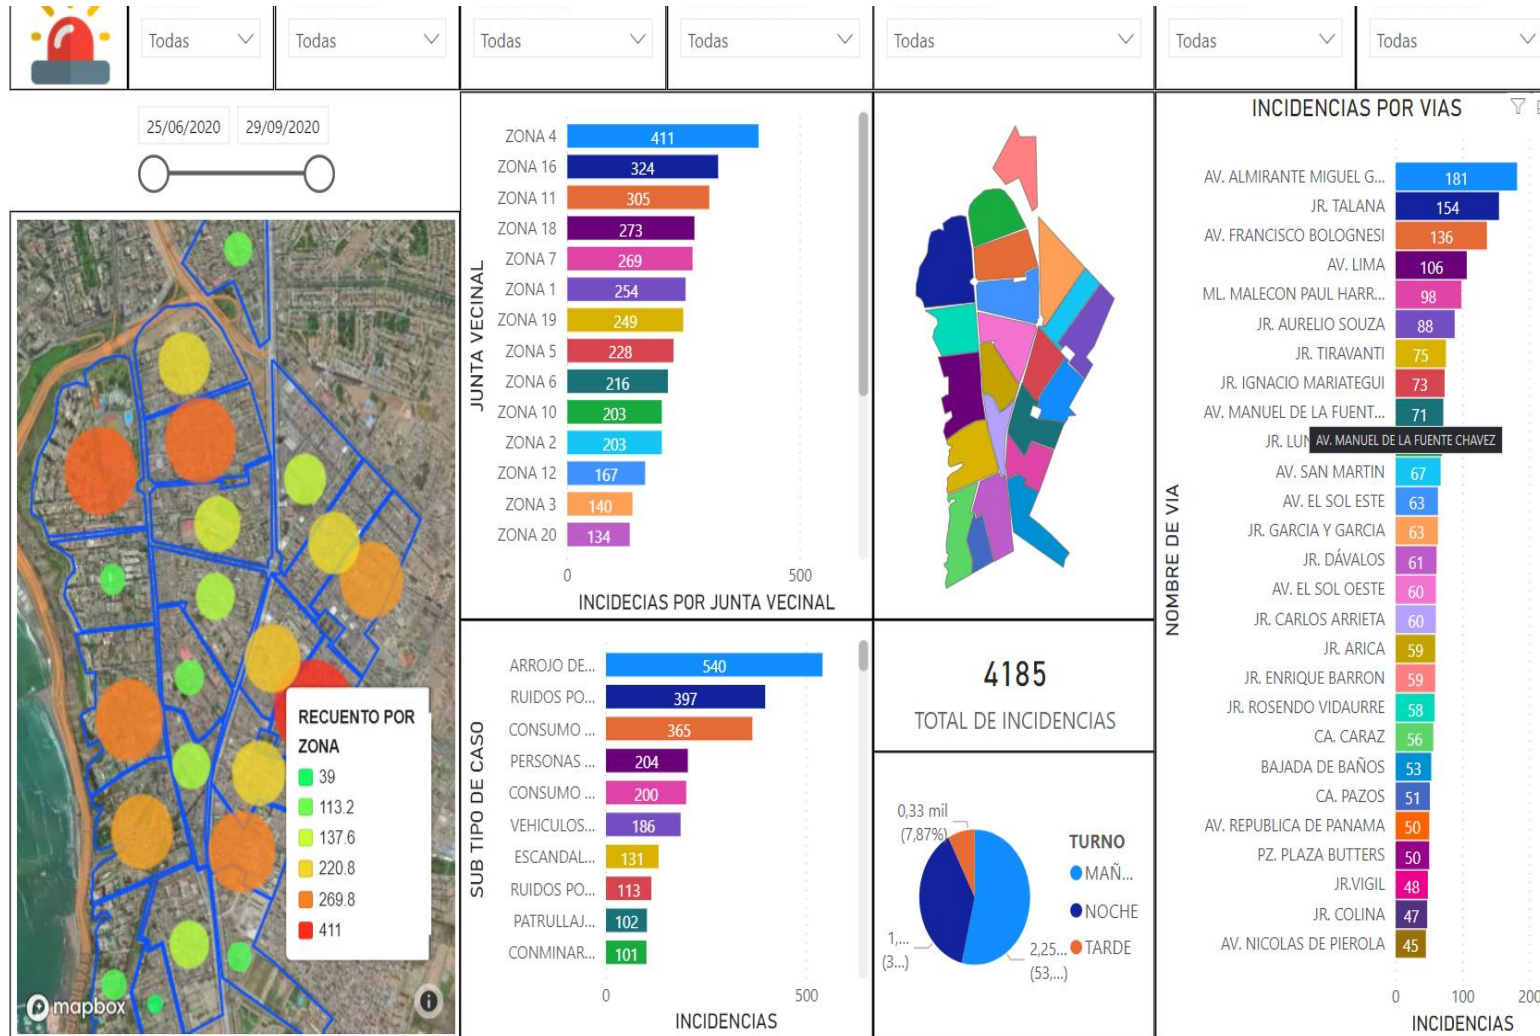 Todas
Todas
Todas
Todas
Todas
Todas
Todas
25/06/2020
29/09/2020
RECUENTO POR
ZONA
39
113.2
137.6
220.8
269.8
411
mapbox
JUNTA VECINAL
ZONA 4 411
ZONA 16 324
ZONA 11 305
ZONA 18 273
ZONA 7 269
ZONA 1 254
ZONA 19 249
ZONA 5 228
ZONA 6 216
ZONA 10 203
ZONA 2 203
ZONA 12 167
ZONA 3 140
ZONA 20 134
0 500
INCIDECIAS POR JUNTA VECINAL
SUB TIPO DE CASO
ARROJO DE... 540
RUIDOS PO... 397
CONSUMO ... 365
PERSONAS ... 204
CONSUMO ... 200
VEHICULOS... 186
ESCANDAL... 131
RUIDOS PO... 113
PATRULLAJ... 102
CONMINAR... 101
0 500
INCIDENCIAS
4185
TOTAL DE INCIDENCIAS
0,33 mil
(7,87%)
1,...
(3...)
2,25...
(53,...)
TURNO
MAÑ...
NOCHE
TARDE
INCIDENCIAS POR VIAS
NOMBRE DE VIA
AV. ALMIRANTE MIGUEL G... 181
JR. TALANA 154
AV. FRANCISCO BOLOGNESI 136
AV. LIMA 106
ML. MALECON PAUL HARR... 98
JR. AURELIO SOUZA 88
JR. TIRAVANTI 75
JR. IGNACIO MARIATEGUI 73
AV. MANUEL DE LA FUENT... 71
JR. AV. MANUEL DE LA FUENTE CHAVEZ
AV. SAN MARTIN 67
AV. EL SOL ESTE 63
JR. GARCIA Y GARCIA 63
JR. DÁVALOS 61
AV. EL SOL OESTE 60
JR. CARLOS ARRIETA 60
JR. ARICA 59
JR. ENRIQUE BARRON 59
JR. ROSENDO VIDAURRE 58
CA. CARAZ 56
BAJADA DE BAÑOS 53
CA. PAZOS 51
AV. REPUBLICA DE PANAMA 50
PZ. PLAZA BUTTERS 50
JR.VIGIL 48
JR. COLINA 47
AV. NICOLAS DE PIEROLA 45
0 100 200
INCIDENCIAS